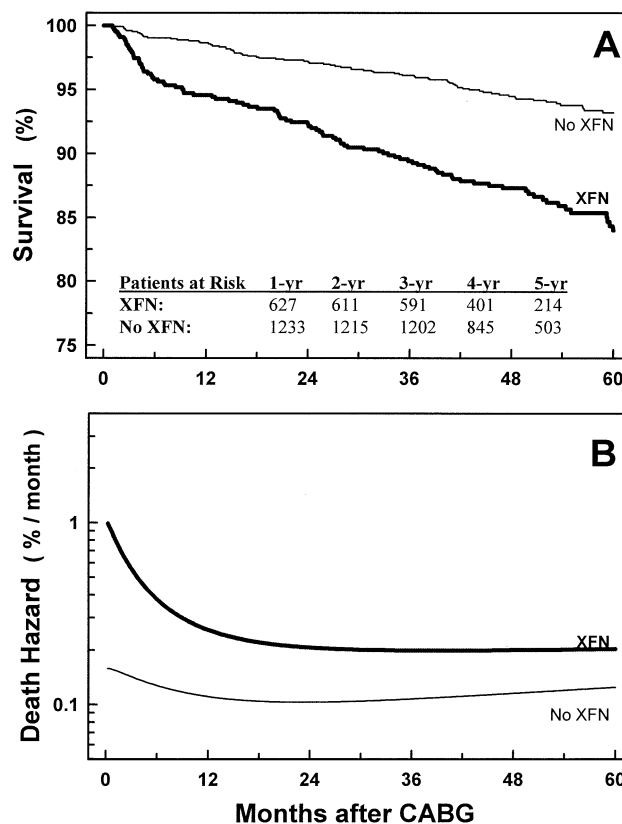 100
A
95
No XFN
90
XFN
85
Survival (%)
Patients at Risk 1-yr 2-yr 3-yr 4-yr 5-yr
XFN: 627 611 591 401 214
No XFN: 1233 1215 1202 845 503
80
75
0 12 24 36 48 60
B
1
Death Hazard ( % / month )
XFN
0.1
No XFN
0 12 24 36 48 60
Months after CABG